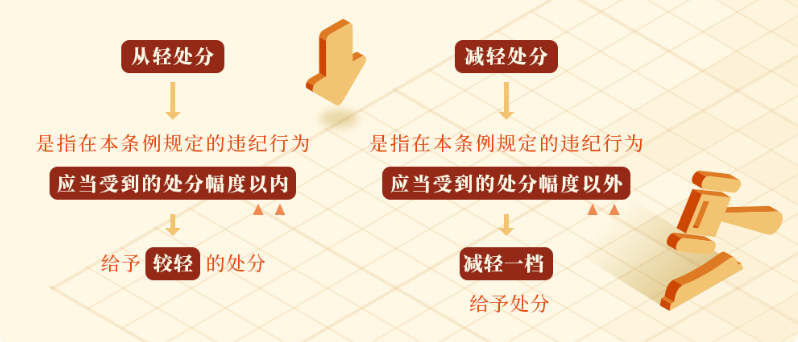 从轻处分
是指在本条例规定的违纪行为
应当受到的处分幅度以内
给予 较轻 的处分
减轻处分
是指在本条例规定的违纪行为
应当受到的处分幅度以外
减轻一档
给予处分